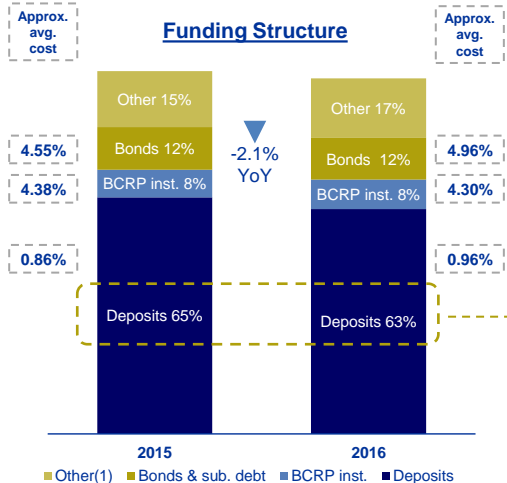 Approx.
avg.
cost
Funding Structure
Approx.
avg.
cost
Other 15%
Other 17%
-2.1%
YoY
4.55%
Bonds 12%
Bonds 12%
4.96%
4.38%
BCRP inst. 8%
BCRP inst. 8%
4.30%
0.86%
0.96%
Deposits 65%
Deposits 63%
2015
2016
Other(1)
Bonds & sub. debt
BCRP inst.
Deposits